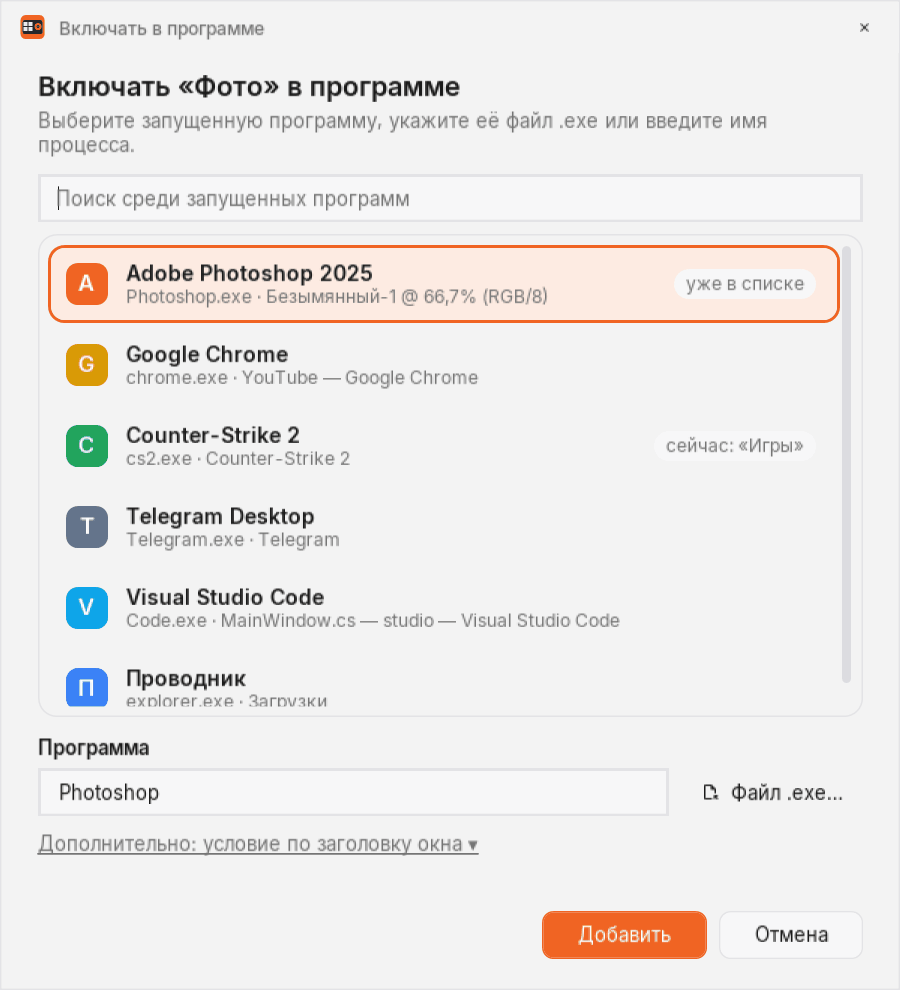 Включать в программе
×
Включать «Фото» в программе
Выберите запущенную программу, укажите её файл .exe или введите имя
процесса.
Поиск среди запущенных программ
A
Adobe Photoshop 2025
Photoshop.exe · Безымянный-1 @ 66,7% (RGB/8)
уже в списке
G
Google Chrome
chrome.exe · YouTube — Google Chrome
C
Counter-Strike 2
cs2.exe · Counter-Strike 2
сейчас: «Игры»
T
Telegram Desktop
Telegram.exe · Telegram
V
Visual Studio Code
Code.exe · MainWindow.cs — studio — Visual Studio Code
П
Проводник
explorer.exe · Загрузки
Программа
Photoshop
Файл .exe...
Дополнительно: условие по заголовку окна ▾
Добавить
Отмена